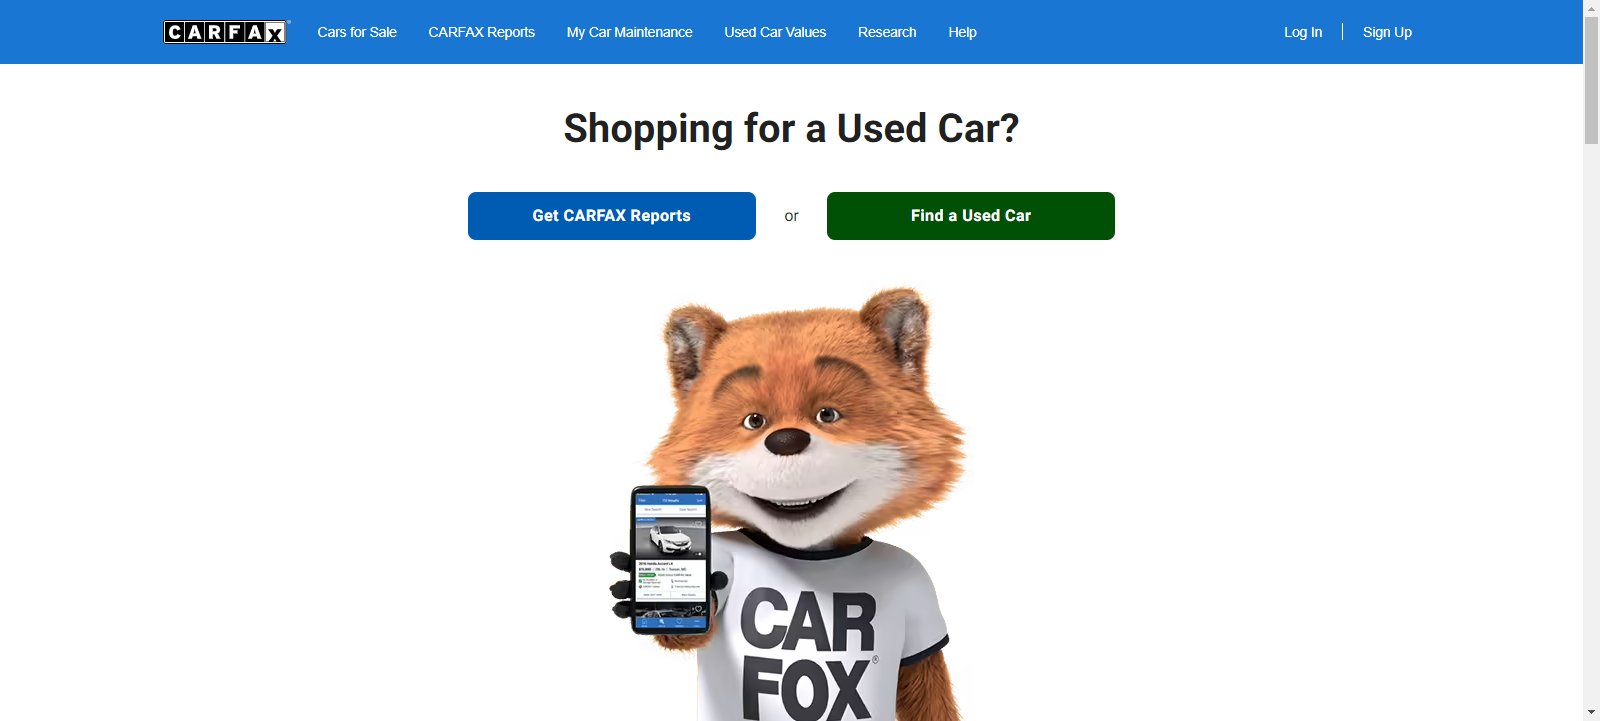 CARFAX
Cars for Sale
CARFAX Reports
My Car Maintenance
Used Car Values
Research
Help
Log In
Sign Up
Shopping for a Used Car?
Get CARFAX Reports
or
Find a Used Car
CAR
FOX®